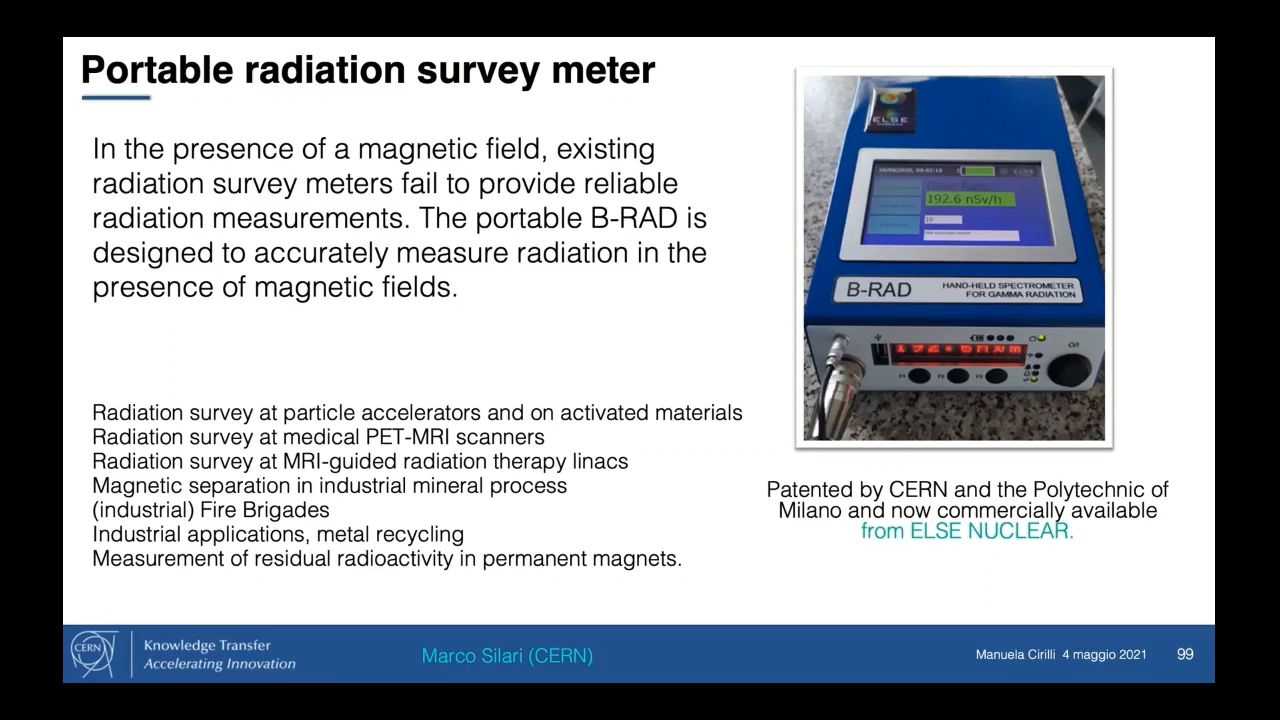 Portable radiation survey meter
In the presence of a magnetic field, existing
radiation survey meters fail to provide reliable
radiation measurements. The portable B-RAD is
designed to accurately measure radiation in the
presence of magnetic fields.
Radiation survey at particle accelerators and on activated materials
Radiation survey at medical PET-MRI scanners
Radiation survey at MRI-guided radiation therapy linacs
Magnetic separation in industrial mineral process
(industrial) Fire Brigades
Industrial applications, metal recycling
Measurement of residual radioactivity in permanent magnets.
ELSE
Dose Rate
192.6 nSv/h
19
B-RAD
HAND-HELD SPECTROMETER
FOR GAMMA RADIATION
O/I
F1 F2 F3
Patented by CERN and the Polytechnic of
Milano and now commercially available
from ELSE NUCLEAR.
CERN
Knowledge Transfer
Accelerating Innovation
Marco Silari (CERN)
Manuela Cirilli 4 maggio 2021
99